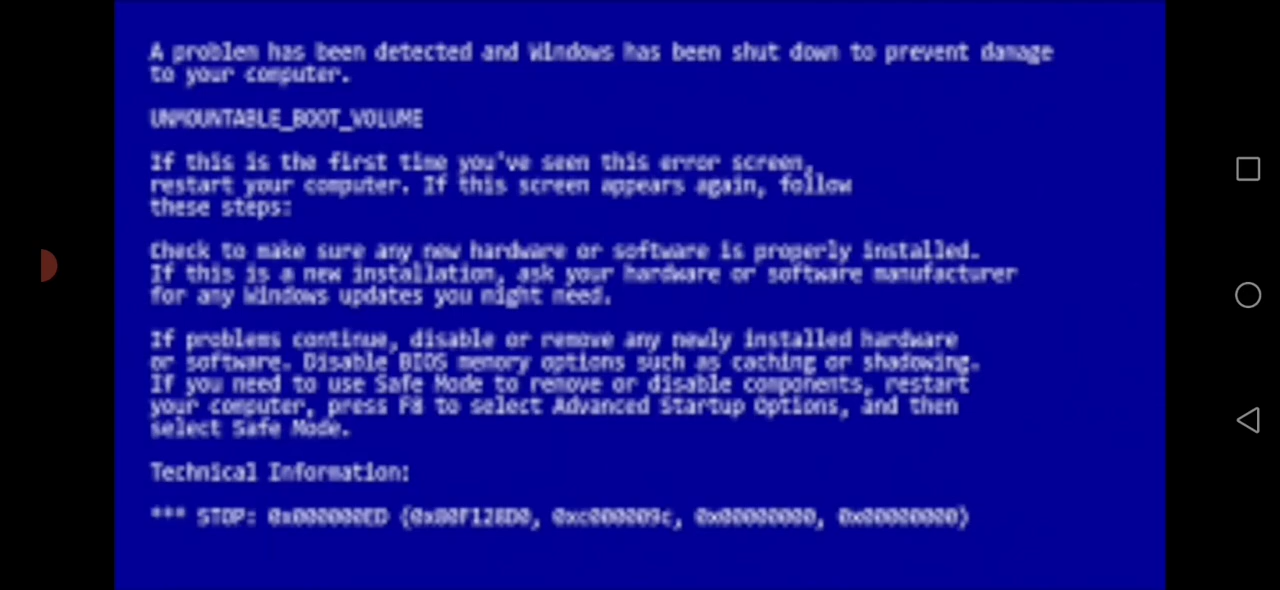 A problem has been detected and Windows has been shut down to prevent damage
to your computer.
UNMOUNTABLE_BOOT_VOLUME
If this is the first time you've seen this error screen,
restart your computer. If this screen appears again, follow
these steps:
Check to make sure any new hardware or software is properly installed.
If this is a new installation, ask your hardware or software manufacturer
for any Windows updates you might need.
If problems continue, disable or remove any newly installed hardware
or software. Disable BIOS memory options such as caching or shadowing.
If you need to use Safe Mode to remove or disable components, restart
your computer, press F8 to select Advanced Startup Options, and then
select Safe Mode.
Technical Information:
*** STOP: 0x000000ED (0x80F128D0, 0xc000009c, 0x00000000, 0x00000000)